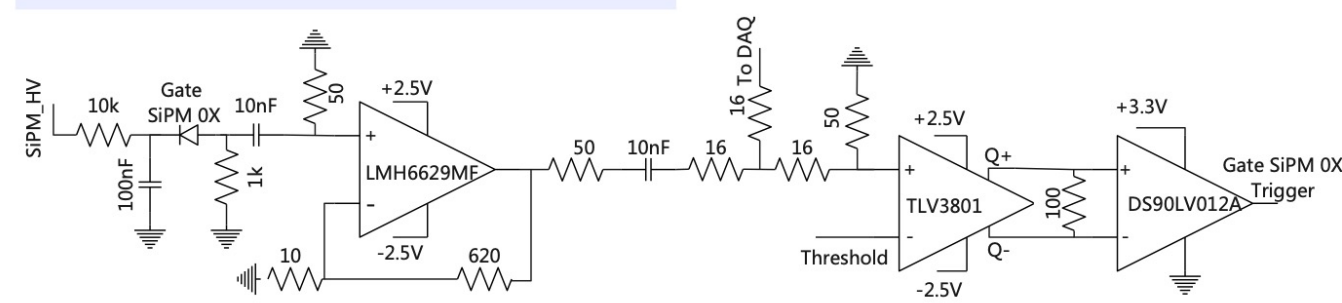 SiPM_HV
10k
100nF
Gate
SiPM 0X
1k
10nF
50
+2.5V
+
LMH6629MF
-
-2.5V
10
620
50
10nF
16
16
To DAQ
16
50
+2.5V
+
TLV3801
-
Threshold
-2.5V
Q+
Q-
100
+3.3V
+
DS90LV012A
-
Gate SiPM 0X
Trigger